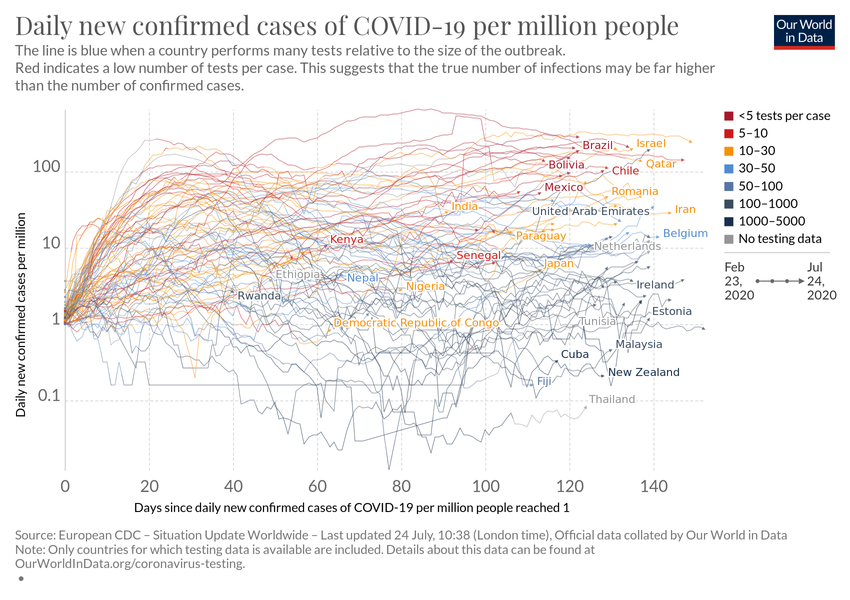 Daily new confirmed cases of COVID-19 per million people
Our World
in Data
The line is blue when a country performs many tests relative to the size of the outbreak.
Red indicates a low number of tests per case. This suggests that the true number of infections may be far higher
than the number of confirmed cases.
Daily new confirmed cases per million
100
10
1
0.1
Brazil
Israel
Bolivia
Qatar
Chile
Mexico
Romania
India
United Arab Emirates
Iran
Paraguay
Belgium
Kenya
Netherlands
Senegal
Japan
Ethiopia
Nepal
Nigeria
Ireland
Rwanda
Estonia
Democratic Republic of Congo
Tunisia
Malaysia
Cuba
New Zealand
Fiji
Thailand
<5 tests per case
5–10
10–30
30–50
50–100
100–1000
1000–5000
No testing data
Feb
23,
2020
Jul
24,
2020
0
20
40
60
80
100
120
140
Days since daily new confirmed cases of COVID-19 per million people reached 1
Source: European CDC – Situation Update Worldwide – Last updated 24 July, 10:38 (London time), Official data collated by Our World in Data
Note: Only countries for which testing data is available are included. Details about this data can be found at
OurWorldInData.org/coronavirus-testing.